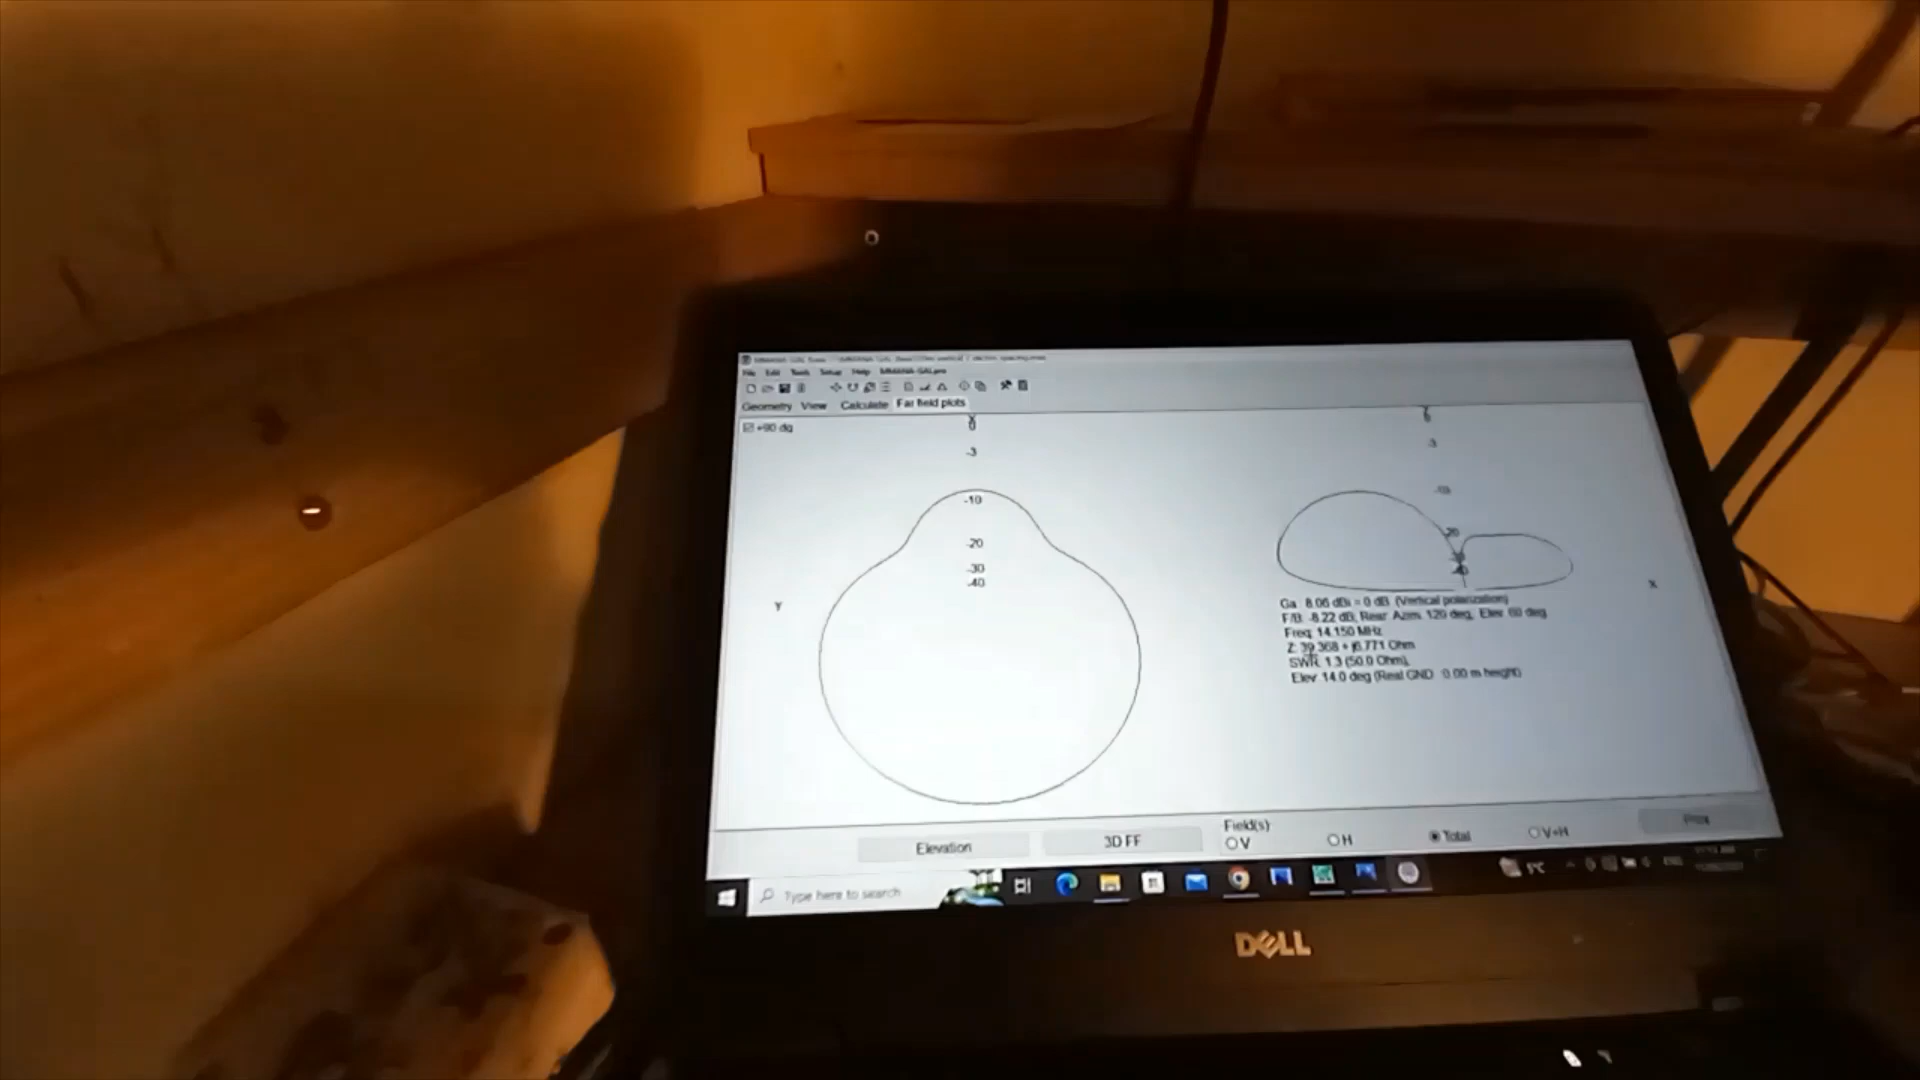 File Edit Tools Setup Help MMANA-GAL
Geometry View Calculate Far field plots
+90 dg
X
0
-3
-10
-20
-30
-40
Y
0
-3
-10
-20
X
Ga : 8.06 dBi = 0 dB (Vertical polarization)
F/B: -8.22 dB; Rear: Azim. 120 deg, Elev. 60 deg
Freq: 14.150 MHz
Z: 39.368 + j6.771 Ohm
SWR: 1.3 (50.0 Ohm),
Elev: 14.0 deg (Real GND : 0.00 m height)
Elevation
3D FF
Field(s)
V
H
Total
V+H
Print
Type here to search
DELL